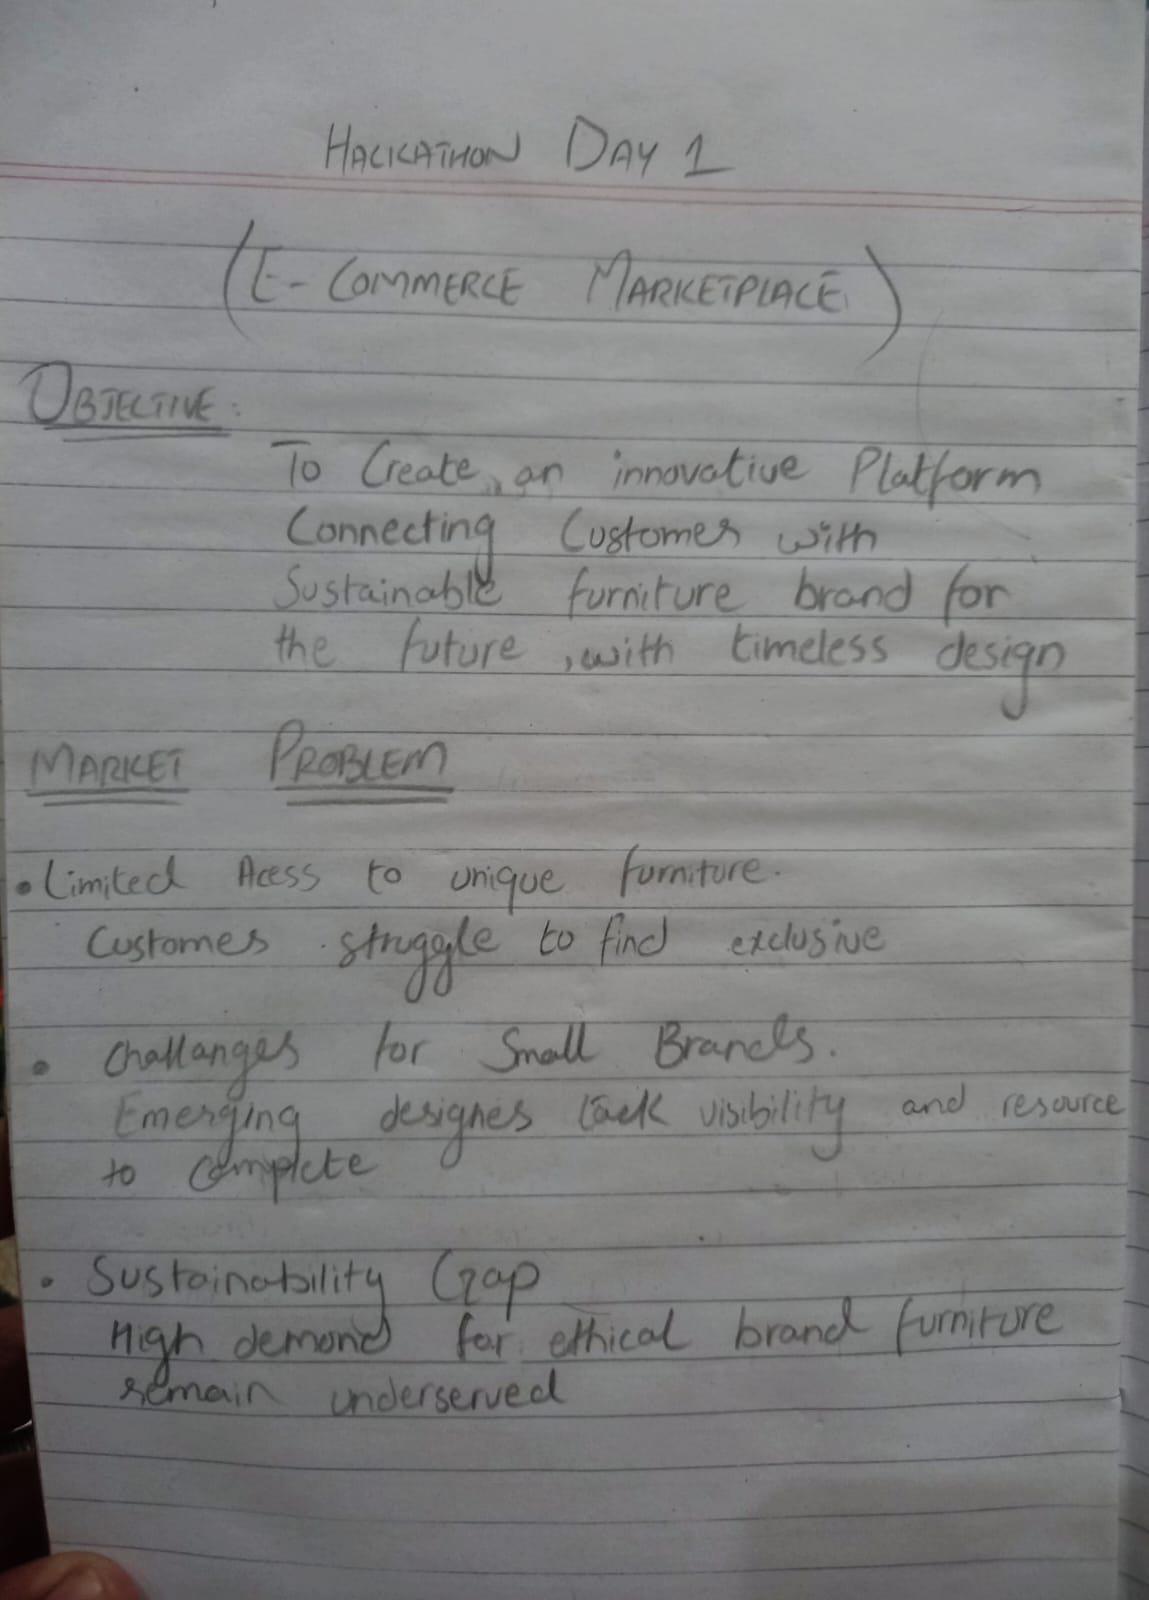 HACKATHON DAY 1
(E-COMMERCE MARKETPLACE)
OBJECTIVE:
To Create, an innovative Platform
Connecting Customer with
Sustainable furniture brand for
the future, with timeless design
MARKET PROBLEM
• Limited Acess to unique furniture.
Customes struggle to find exclusive
• Challanges for Small Brands.
Emerging designes lack visibility and resource
to complete
• Sustainability Gap
High demand for ethical brand furniture
remain underserved